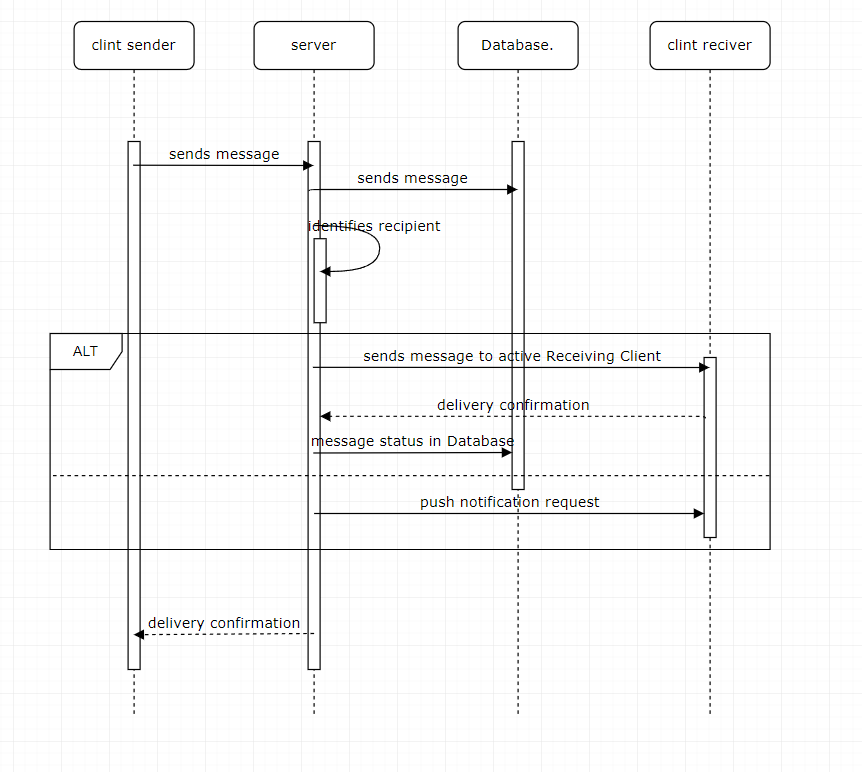 clint sender
server
Database.
clint reciver
sends message
sends message
identifies recipient
ALT
sends message to active Receiving Client
delivery confirmation
message status in Database
push notification request
delivery confirmation